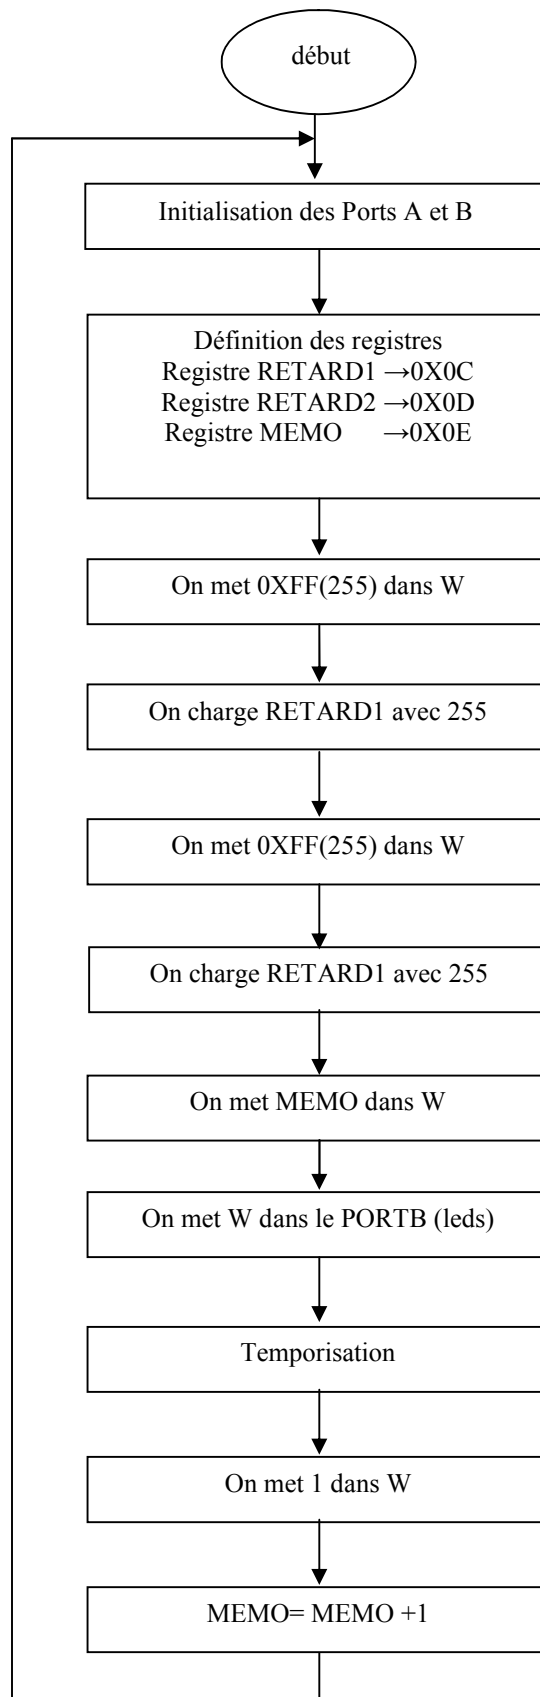 début
Initialisation des Ports A et B
Définition des registres
Registre RETARD1 →0X0C
Registre RETARD2 →0X0D
Registre MEMO →0X0E
On met 0XFF(255) dans W
On charge RETARD1 avec 255
On met 0XFF(255) dans W
On charge RETARD1 avec 255
On met MEMO dans W
On met W dans le PORTB (leds)
Temporisation
On met 1 dans W
MEMO= MEMO +1